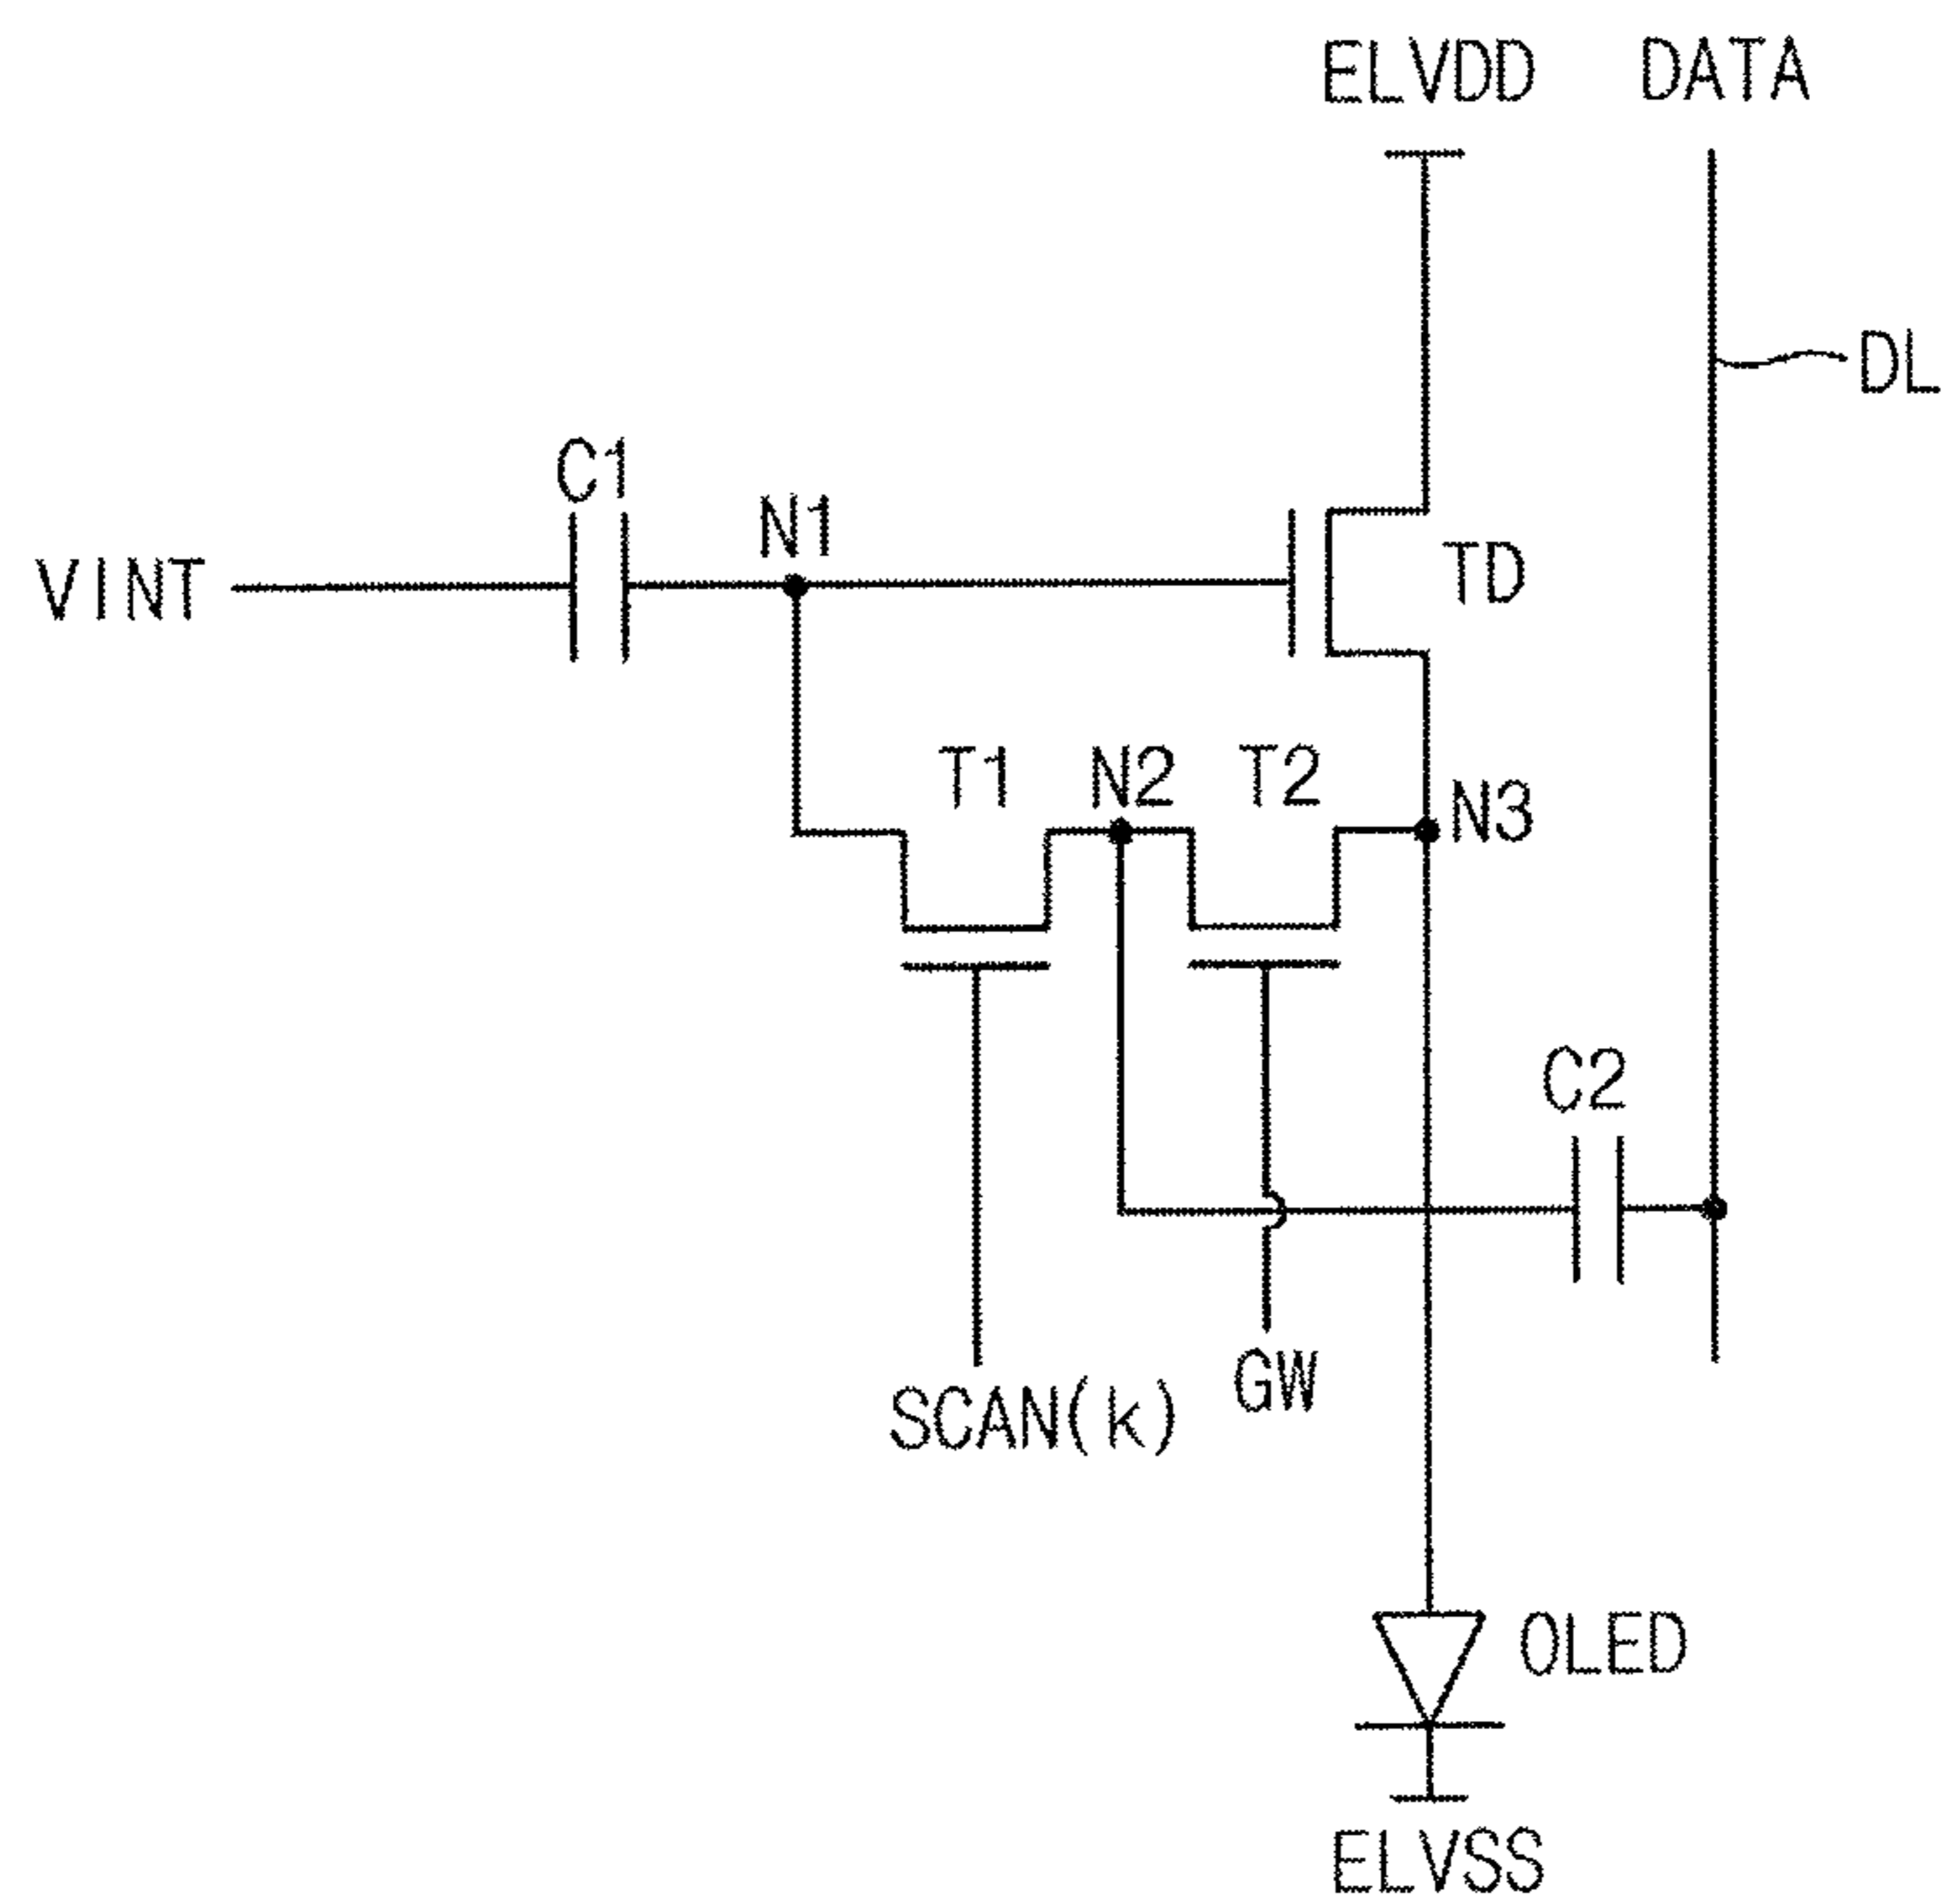 ELVDD
DATA
DL
C1
N1
VINT
TD
T1
N2
T2
N3
C2
GW
SCAN(k)
OLED
ELVSS